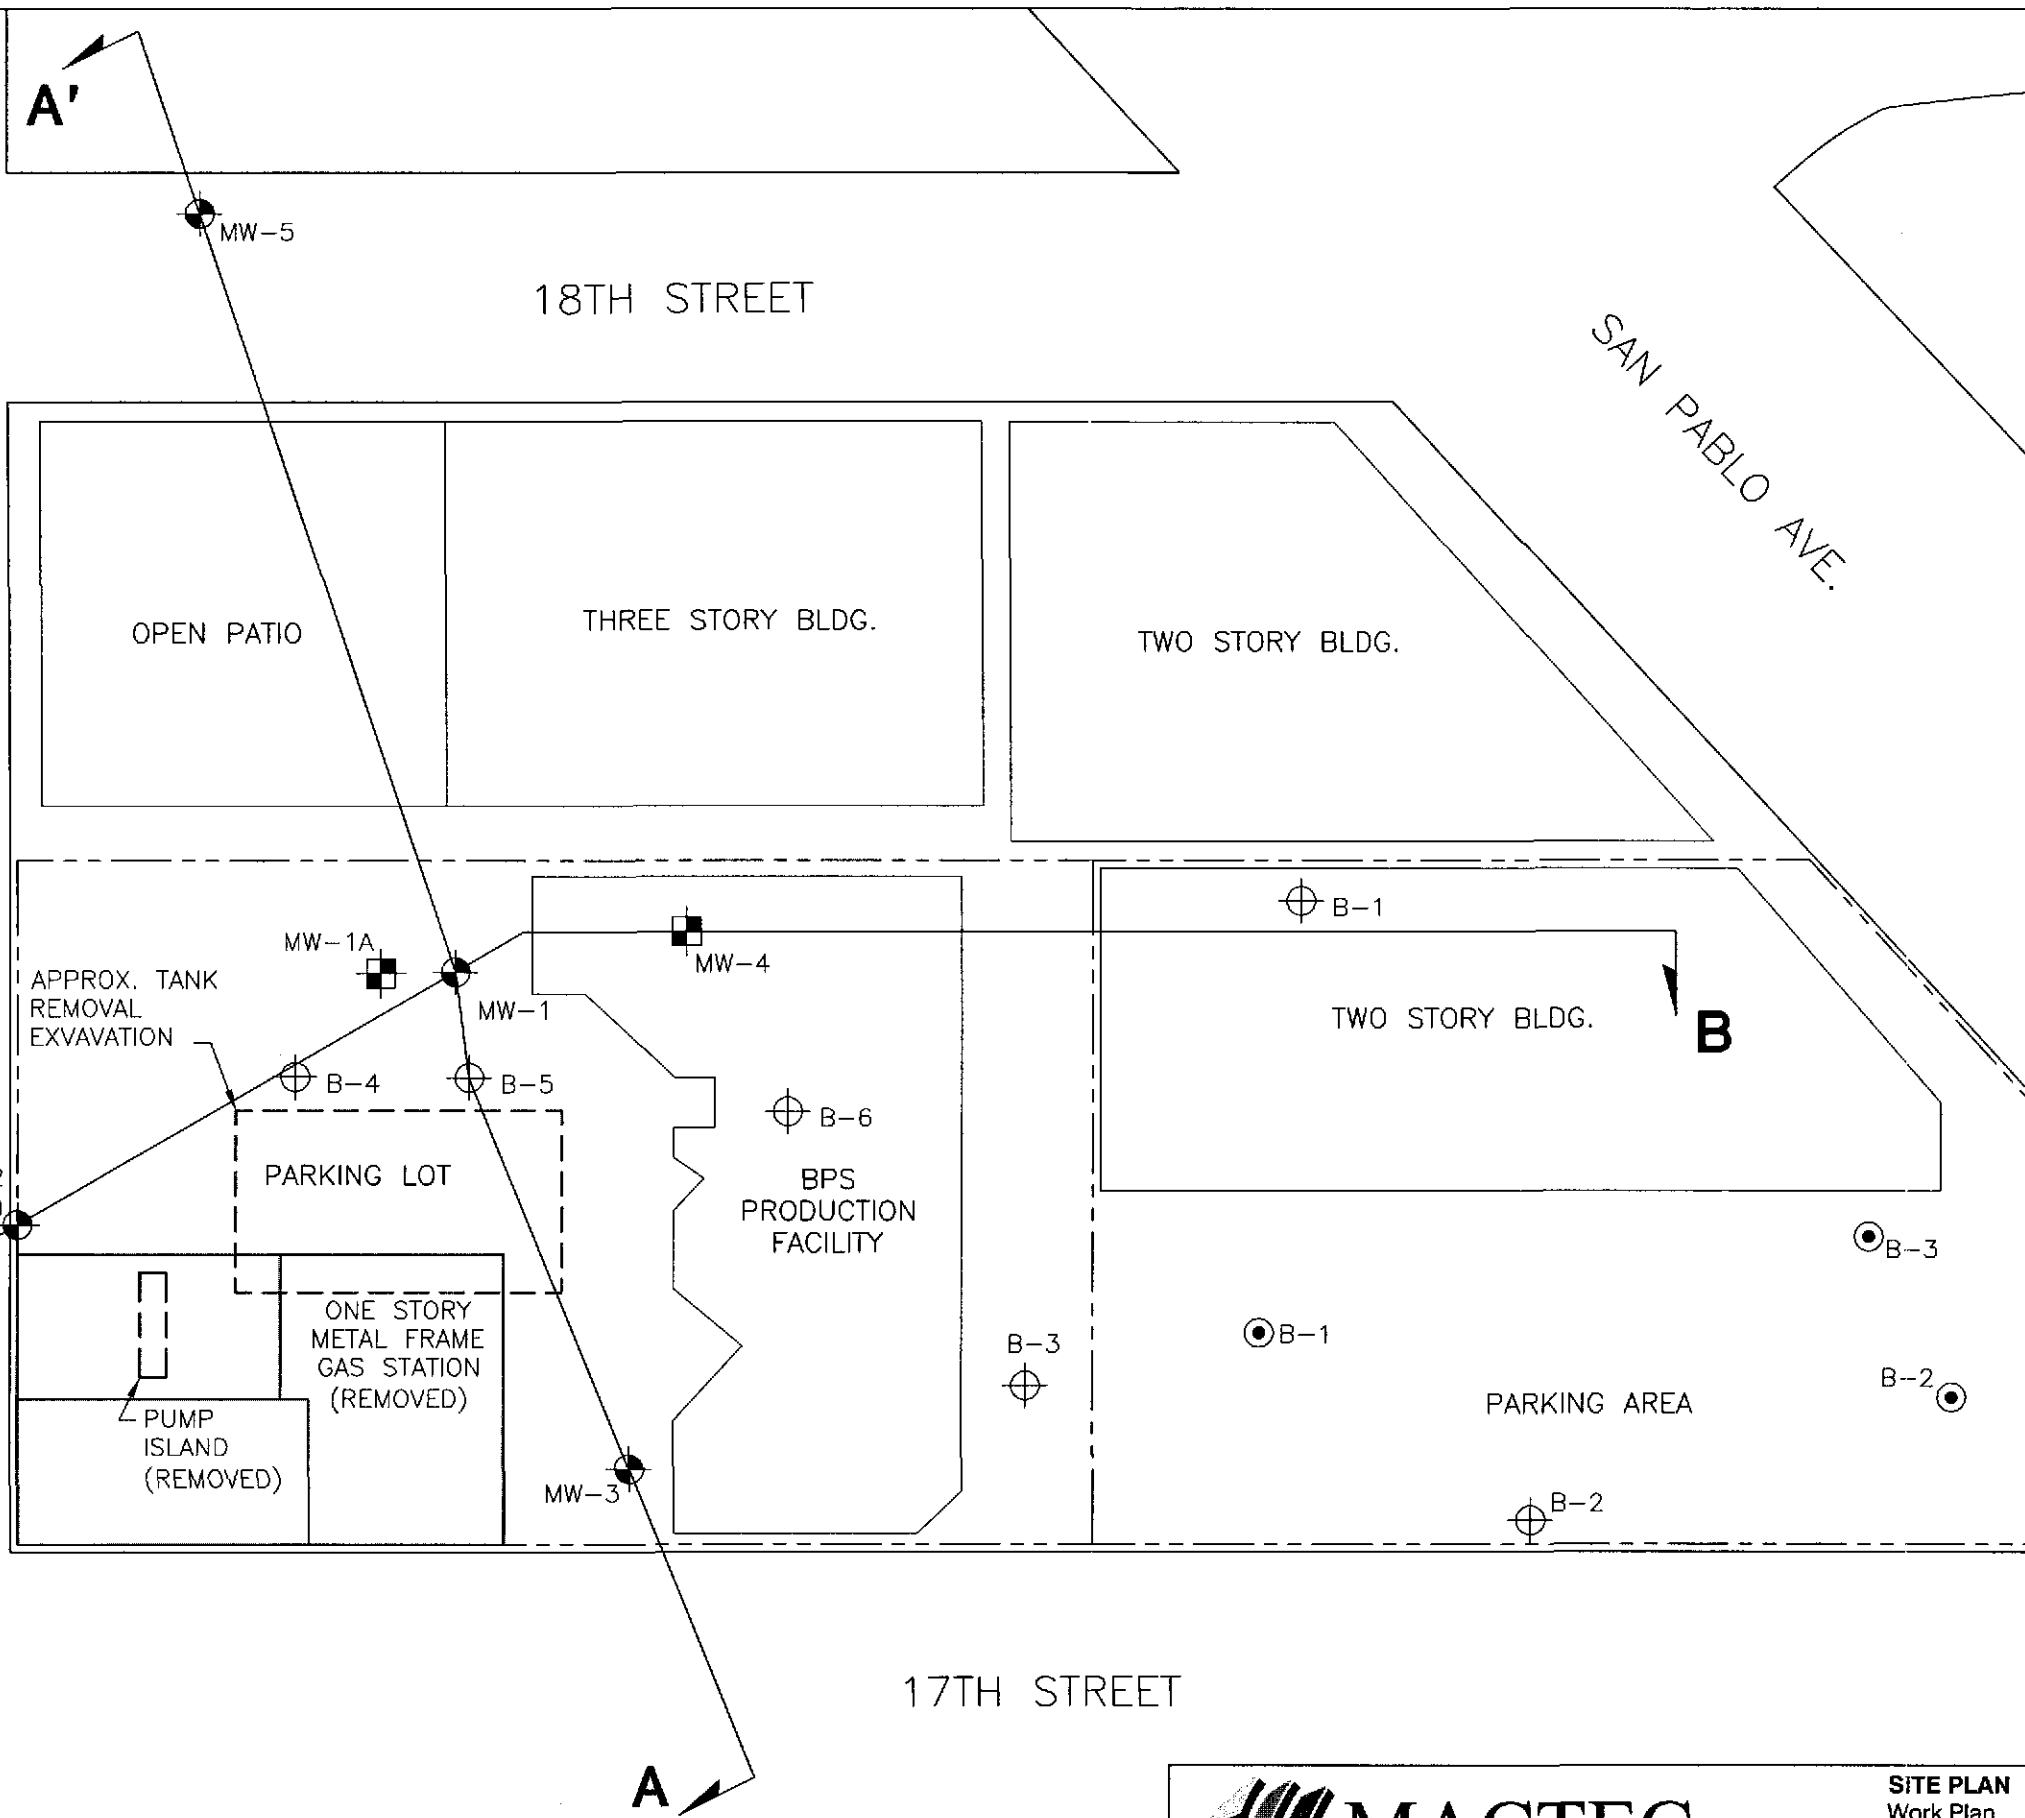 A'
MW-5
18TH STREET
SAN PABLO AVE.
OPEN PATIO
THREE STORY BLDG.
TWO STORY BLDG.
B-1
MW-1A
MW-4
APPROX. TANK
REMOVAL
EXVAVATION
MW-1
TWO STORY BLDG.
B
B-4
B-5
B-6
PARKING LOT
BPS
PRODUCTION
FACILITY
B-3
ONE STORY
METAL FRAME
GAS STATION
(REMOVED)
B-3
B-1
B-2
PARKING AREA
PUMP
ISLAND
(REMOVED)
MW-3
B-2
17TH STREET
A
MACTEC
SITE PLAN
Work Plan